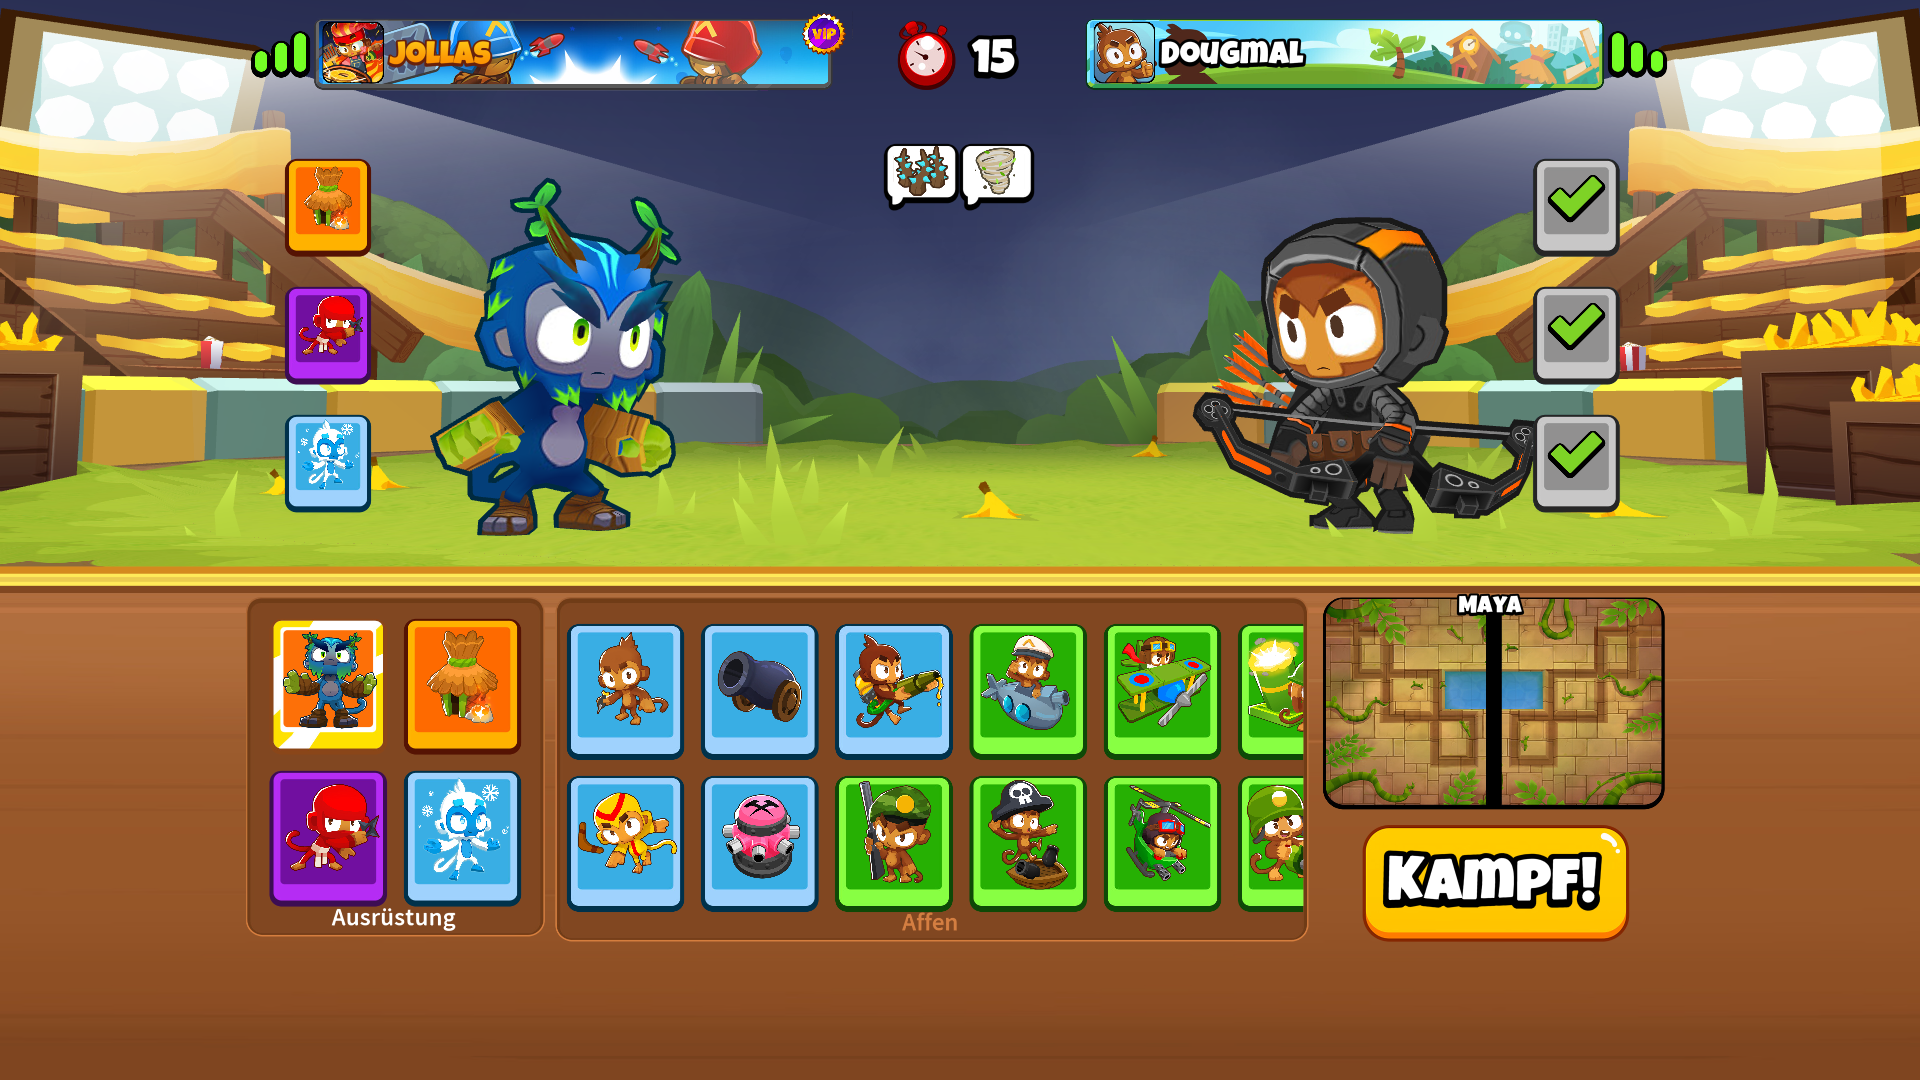 JOLLAS
VIP
15
DOUGMAL
MAYA
KAMPF!
Ausrüstung
Affen